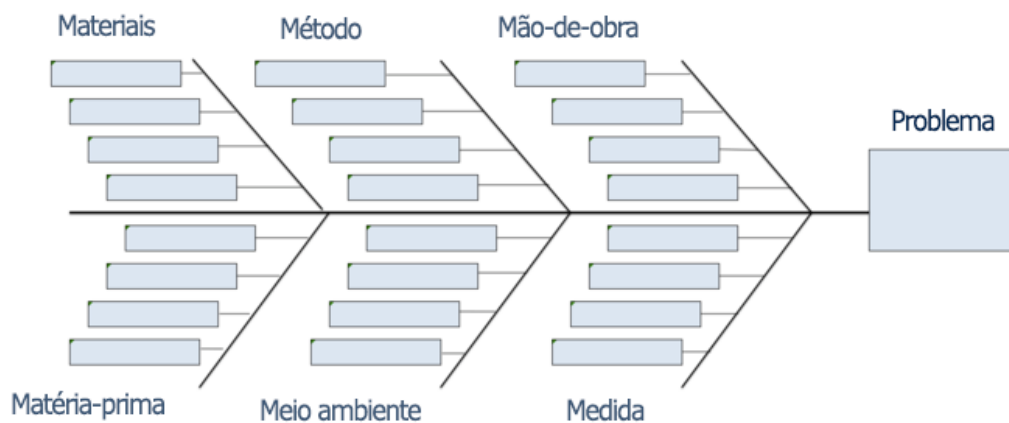 Materiais
Método
Mão-de-obra
Problema
Matéria-prima
Meio ambiente
Medida